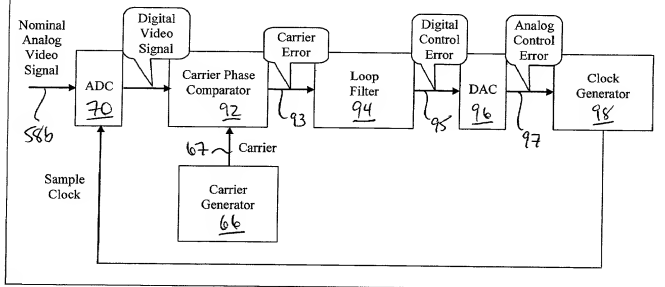 Nominal
Analog
Video
Signal
58b
ADC
70
Digital
Video
Signal
Carrier Phase
Comparator
92
Carrier
Error
93
Loop
Filter
94
Digital
Control
Error
95
DAC
96
Analog
Control
Error
97
Clock
Generator
98
67
Carrier
Carrier
Generator
66
Sample
Clock